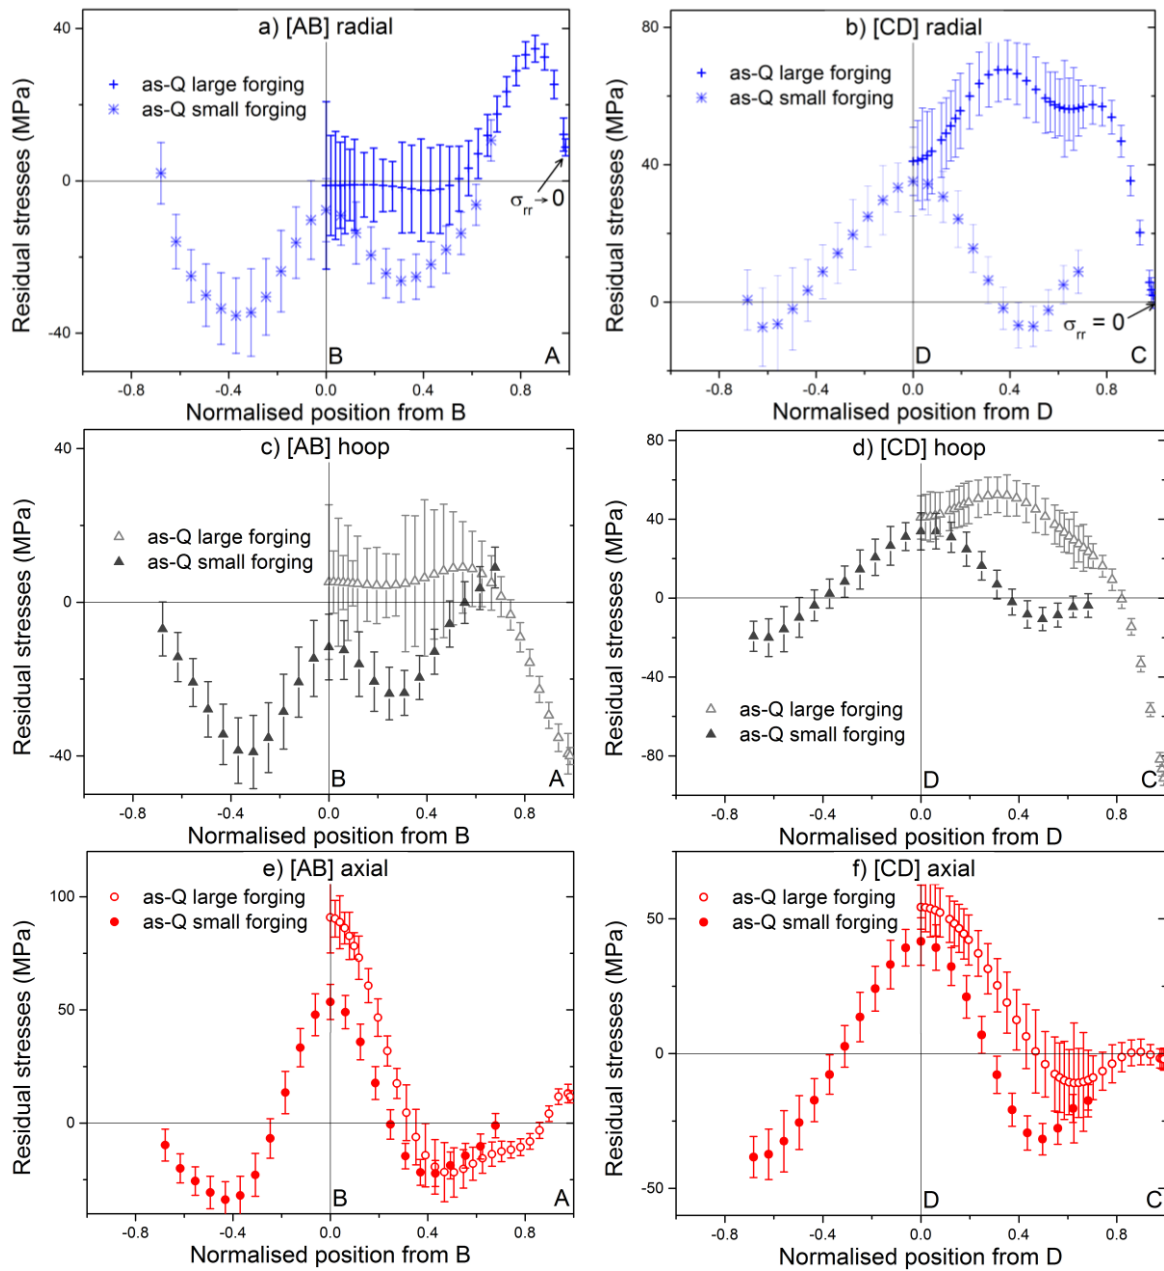 a) [AB] radial
as-Q large forging
as-Q small forging
Residual stresses (MPa)
40
0
-40
σrr → 0
B
A
-0.8
-0.4
0.0
0.4
0.8
Normalised position from B
b) [CD] radial
as-Q large forging
as-Q small forging
Residual stresses (MPa)
80
40
0
σrr = 0
D
C
-0.8
-0.4
0.0
0.4
0.8
Normalised position from D
c) [AB] hoop
as-Q large forging
as-Q small forging
Residual stresses (MPa)
40
0
-40
B
A
-0.8
-0.4
0.0
0.4
0.8
Normalised position from B
d) [CD] hoop
as-Q large forging
as-Q small forging
Residual stresses (MPa)
80
40
0
-40
-80
D
C
-0.8
-0.4
0.0
0.4
0.8
Normalised position from D
e) [AB] axial
as-Q large forging
as-Q small forging
Residual stresses (MPa)
100
50
0
B
A
-0.8
-0.4
0.0
0.4
0.8
Normalised position from B
f) [CD] axial
as-Q large forging
as-Q small forging
Residual stresses (MPa)
50
0
-50
D
C
-0.8
-0.4
0.0
0.4
0.8
Normalised position from D